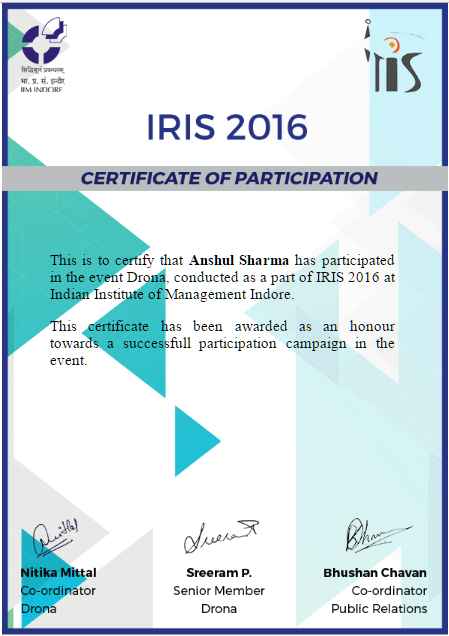 सिद्धिमूलं प्रबन्धनम्
भा. प्र. सं. इन्दौर
IIM INDORE
IRIS
IRIS 2016
CERTIFICATE OF PARTICIPATION
This is to certify that Anshul Sharma has participated
in the event Drona, conducted as a part of IRIS 2016 at
Indian Institute of Management Indore.
This certificate has been awarded as an honour
towards a successfull participation campaign in the
event.
Nitika Mittal
Co-ordinator
Drona
Sreeram P.
Senior Member
Drona
Bhushan Chavan
Co-ordinator
Public Relations